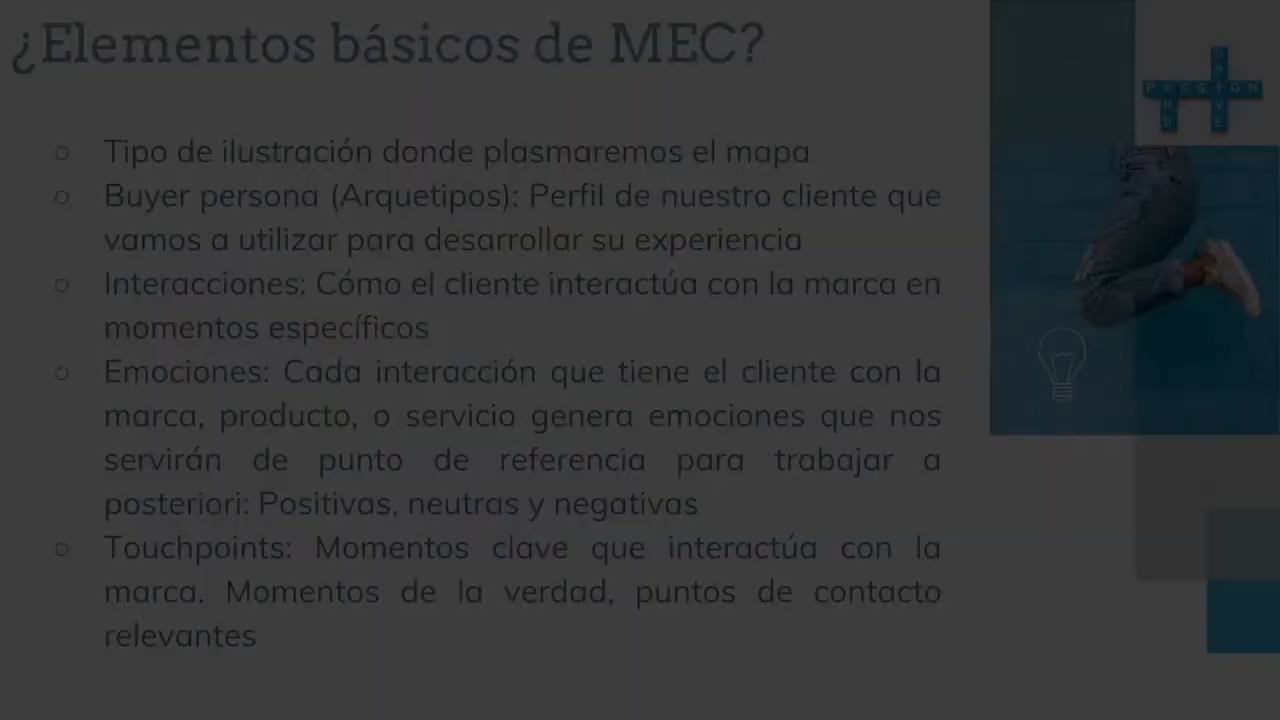 ¿Elementos básicos de MEC?
Tipo de ilustración donde plasmaremos el mapa
Buyer persona (Arquetipos): Perfil de nuestro cliente que
vamos a utilizar para desarrollar su experiencia
Interacciones: Cómo el cliente interactúa con la marca en
momentos específicos
Emociones: Cada interacción que tiene el cliente con la
marca, producto, o servicio genera emociones que nos
servirán de punto de referencia para trabajar a
posteriori: Positivas, neutras y negativas
Touchpoints: Momentos clave que interactúa con la
marca. Momentos de la verdad, puntos de contacto
relevantes
PASSION
AND
DRIVE